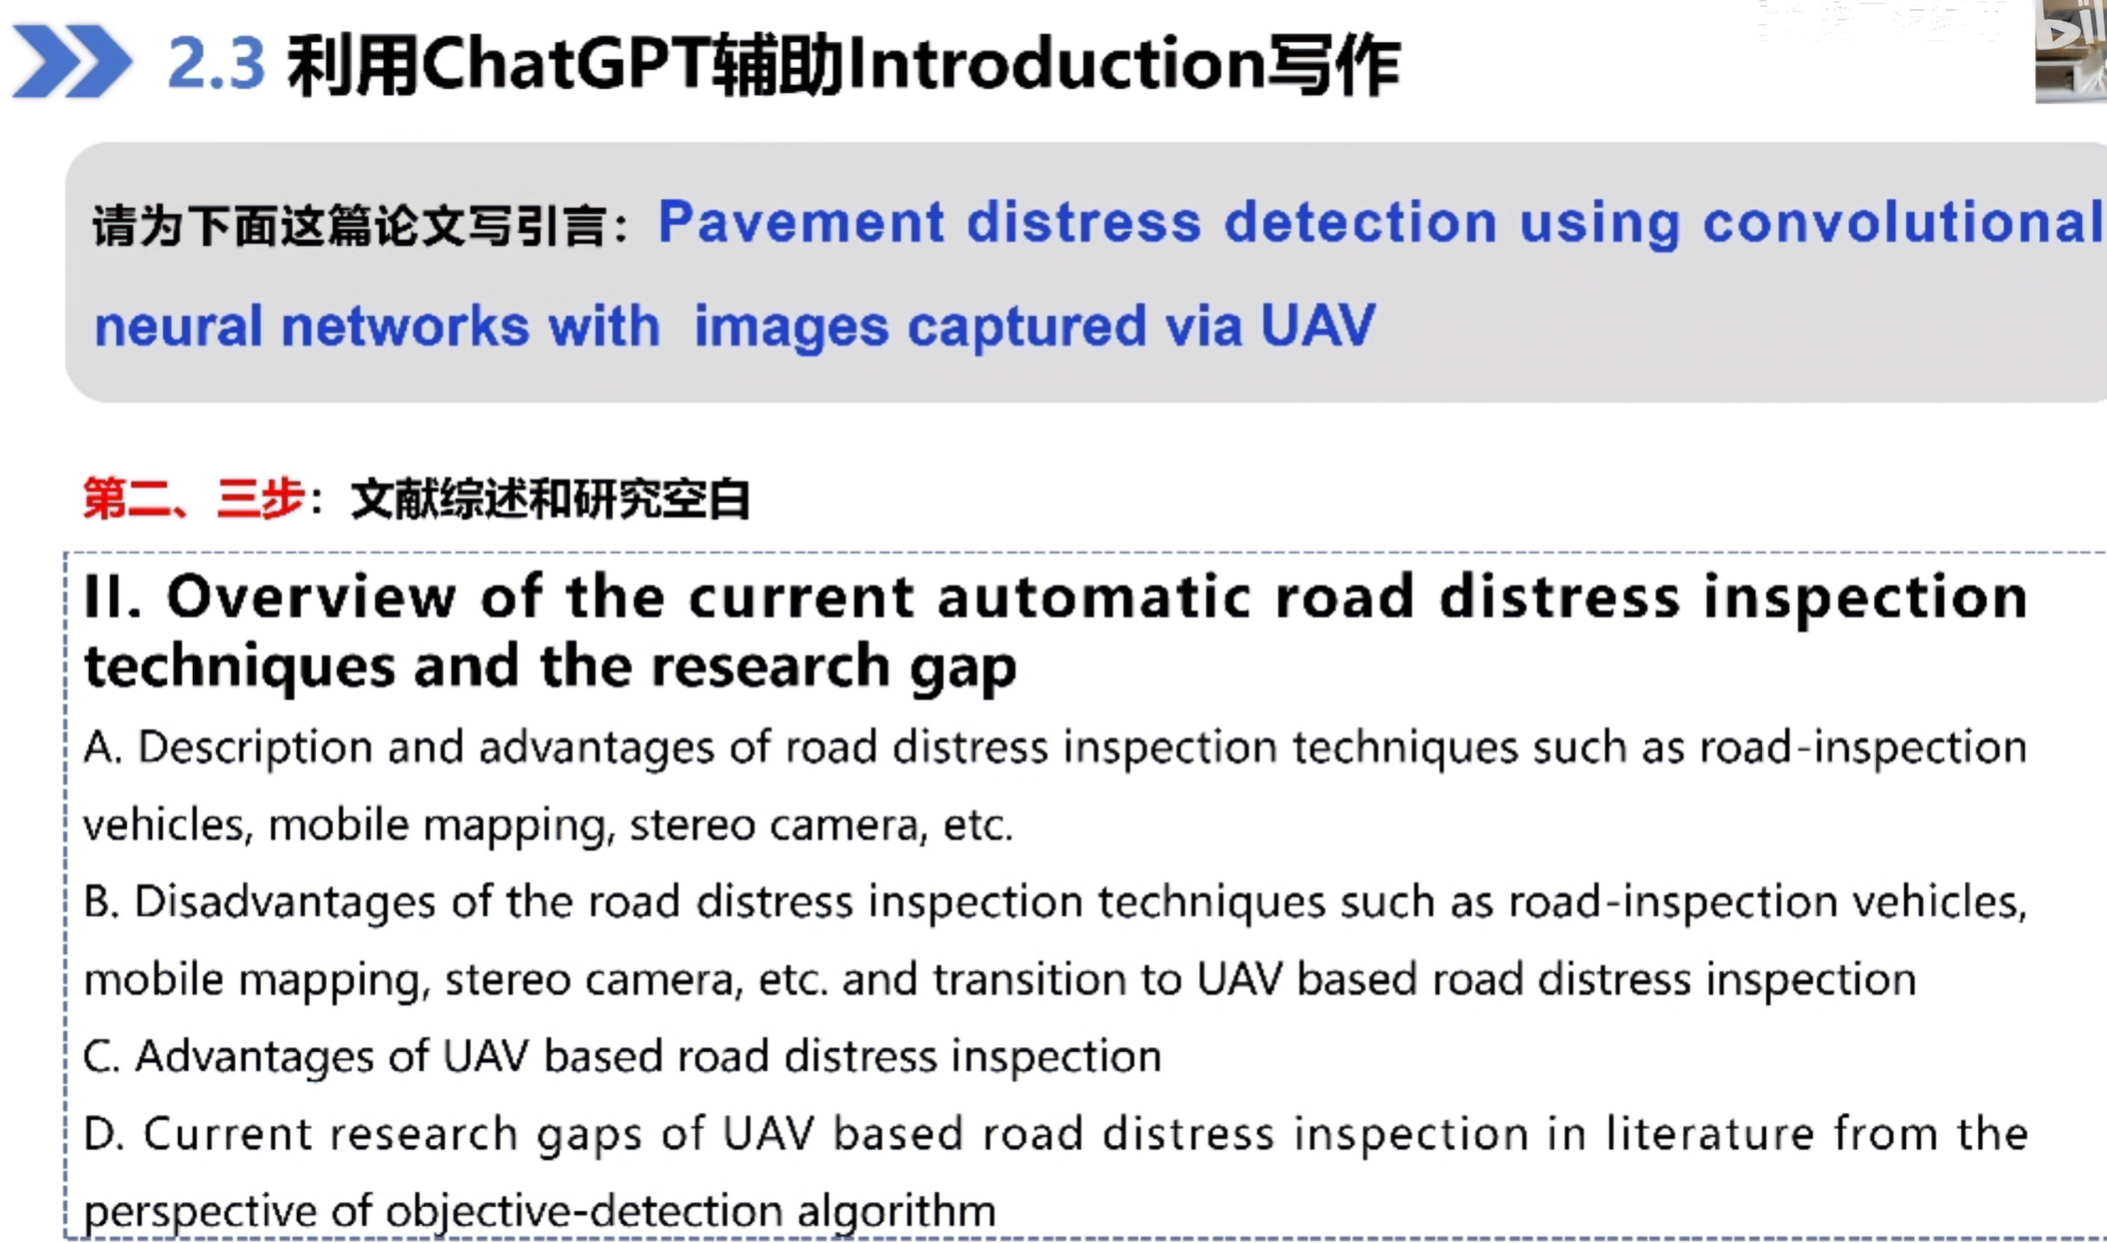 2.3 利用ChatGPT辅助Introduction写作
bil
请为下面这篇论文写引言：Pavement distress detection using convolutional
neural networks with images captured via UAV
第二、三步：文献综述和研究空白
II. Overview of the current automatic road distress inspection
techniques and the research gap
A. Description and advantages of road distress inspection techniques such as road-inspection
vehicles, mobile mapping, stereo camera, etc.
B. Disadvantages of the road distress inspection techniques such as road-inspection vehicles,
mobile mapping, stereo camera, etc. and transition to UAV based road distress inspection
C. Advantages of UAV based road distress inspection
D. Current research gaps of UAV based road distress inspection in literature from the
perspective of objective-detection algorithm